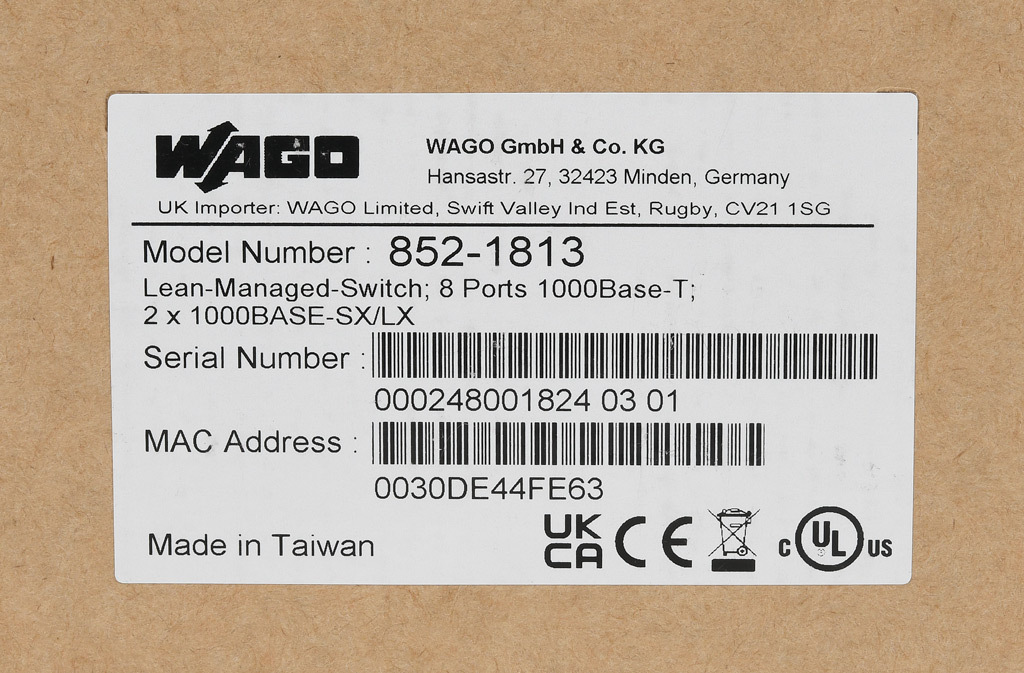 WAGO
WAGO GmbH & Co. KG
Hansastr. 27, 32423 Minden, Germany
UK Importer: WAGO Limited, Swift Valley Ind Est, Rugby, CV21 1SG
Model Number : 852-1813
Lean-Managed-Switch; 8 Ports 1000Base-T;
2 x 1000BASE-SX/LX
Serial Number :
000248001824 03 01
MAC Address :
0030DE44FE63
Made in Taiwan
UK
CA
CE
c UL US